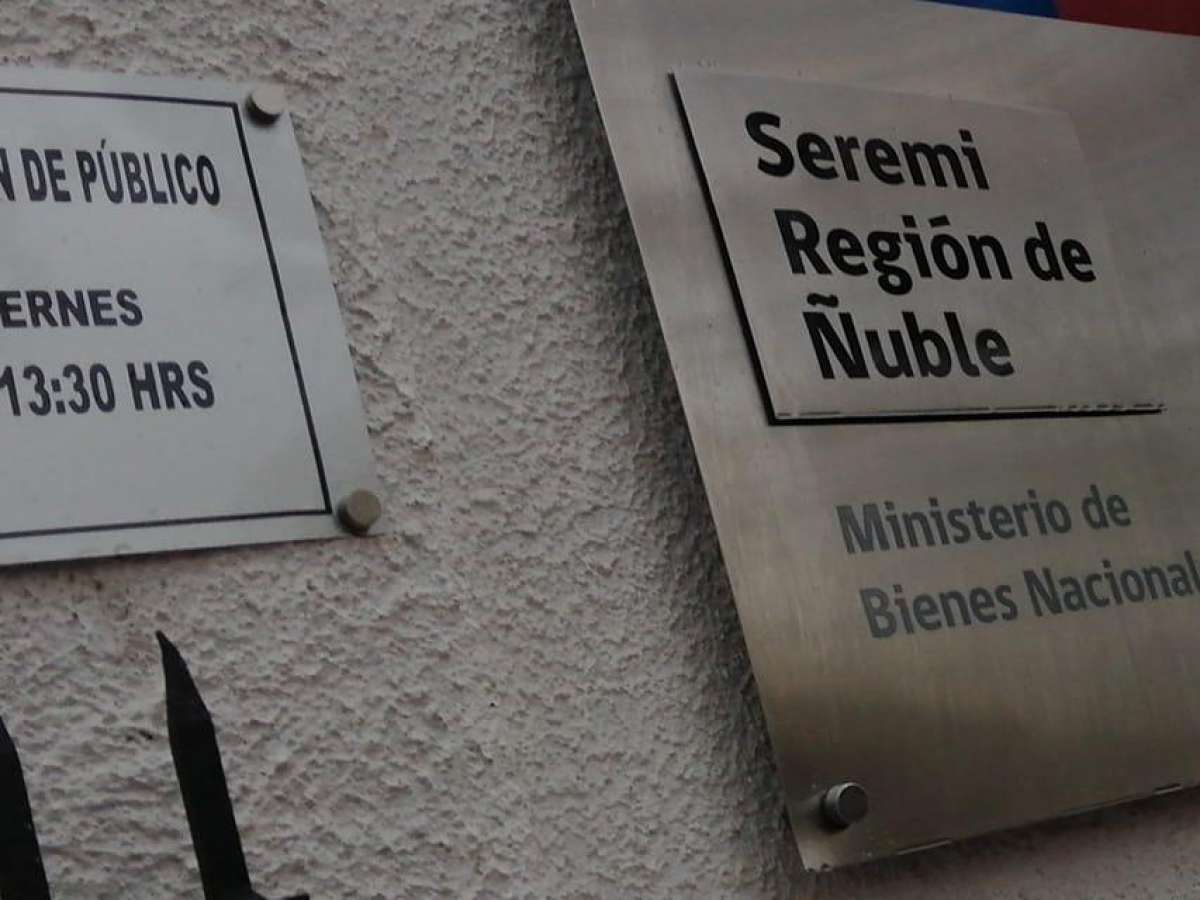 N DE PÚBLICO
ERNES
13:30 HRS
Seremi
Región de
Ñuble
Ministerio de
Bienes Nacional